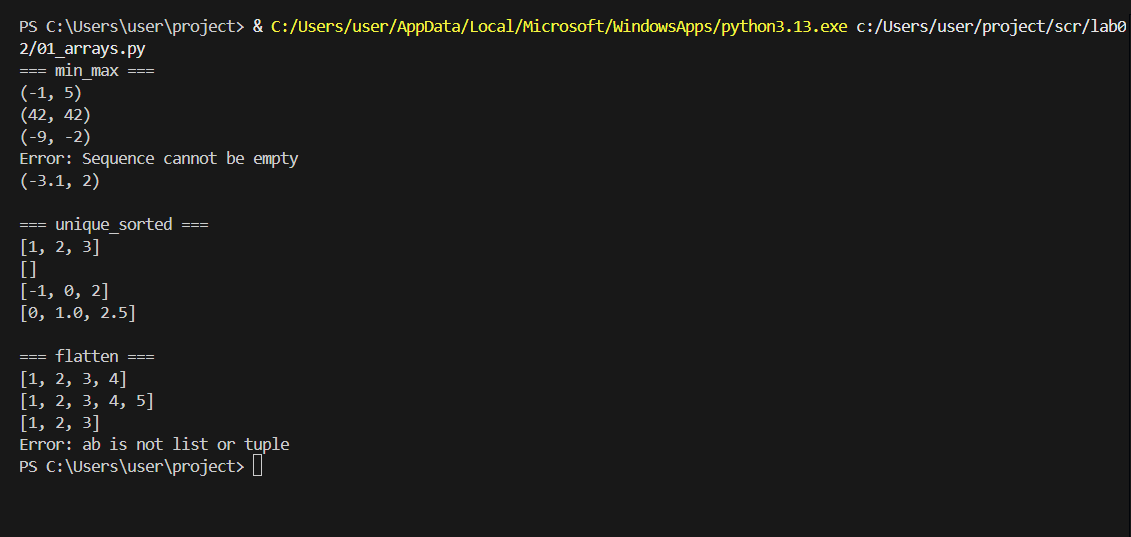 PS C:\Users\user\project> & C:/Users/user/AppData/Local/Microsoft/WindowsApps/python3.13.exe c:/Users/user/project/scr/lab0
2/01_arrays.py
=== min_max ===
(-1, 5)
(42, 42)
(-9, -2)
Error: Sequence cannot be empty
(-3.1, 2)

=== unique_sorted ===
[1, 2, 3]
[]
[-1, 0, 2]
[0, 1.0, 2.5]

=== flatten ===
[1, 2, 3, 4]
[1, 2, 3, 4, 5]
[1, 2, 3]
Error: ab is not list or tuple
PS C:\Users\user\project>